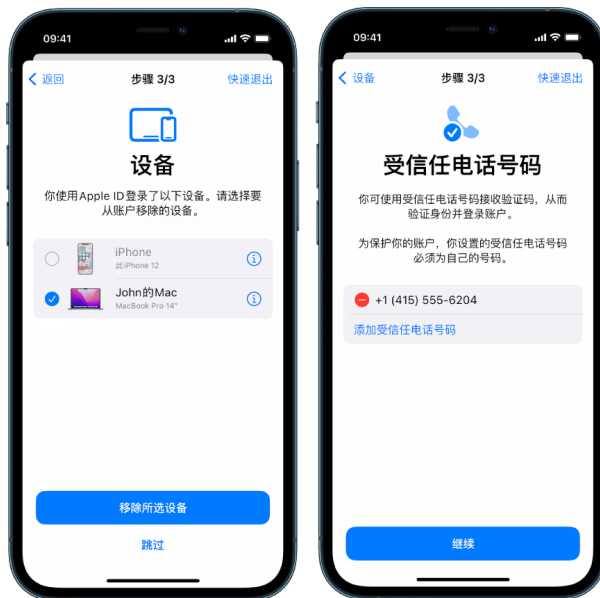 09:41
返回
步骤 3/3
快速退出
设备
你使用Apple ID登录了以下设备。请选择要
从账户移除的设备。
iPhone
此iPhone 12
John的Mac
MacBook Pro 14"
移除所选设备
跳过
09:41
设备
步骤 3/3
快速退出
受信任电话号码
你可使用受信任电话号码接收验证码，从而
验证身份并登录账户。
为保护你的账户，你设置的受信任电话号码
必须为自己的号码。
+1 (415) 555-6204
添加受信任电话号码
继续